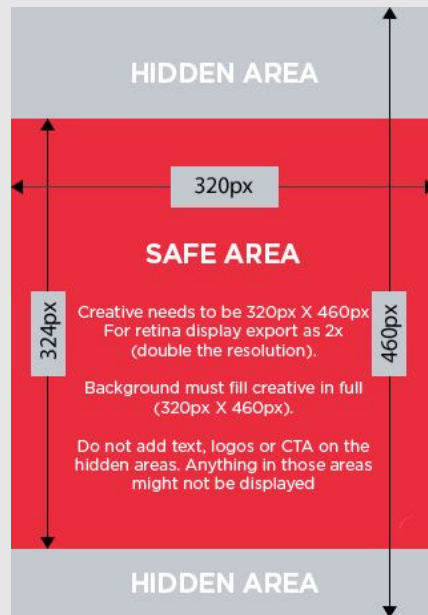 HIDDEN AREA
320px
SAFE AREA
324px
460px
Creative needs to be 320px X 460px
For retina display export as 2x
(double the resolution).
Background must fill creative in full
(320px X 460px).
Do not add text, logos or CTA on the
hidden areas. Anything in those areas
might not be displayed
HIDDEN AREA